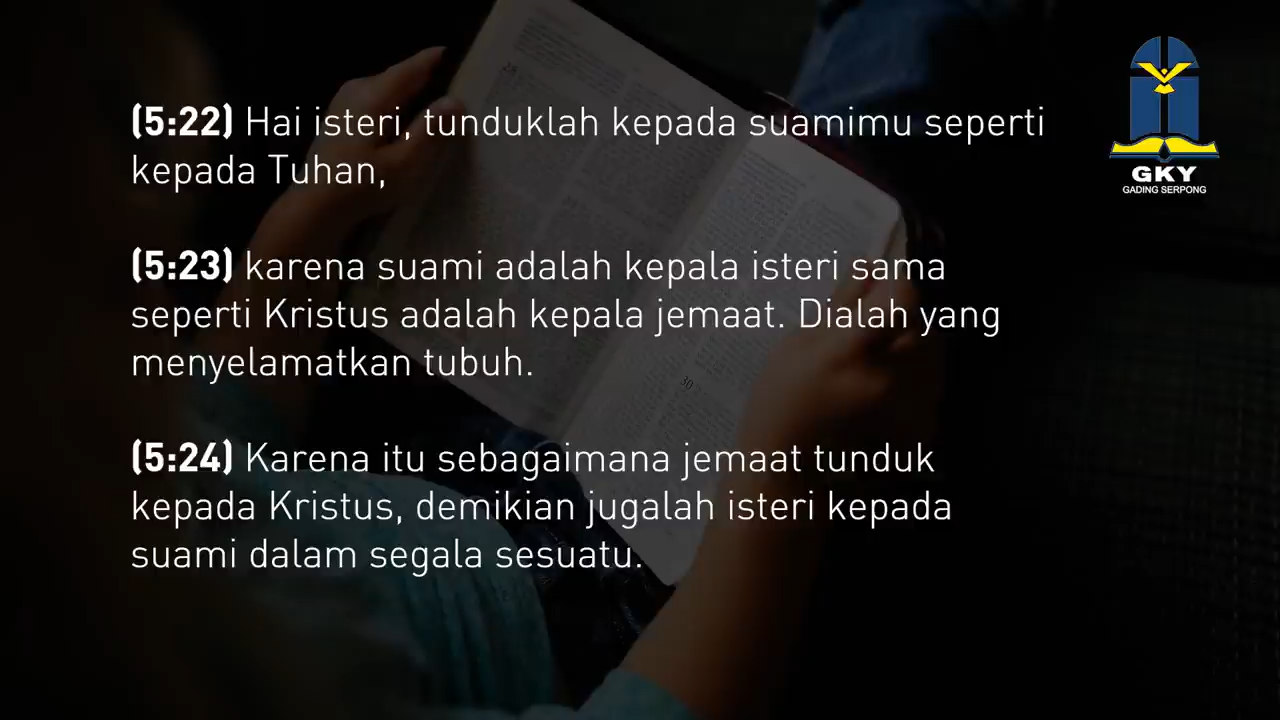 (5:22) Hai isteri, tunduklah kepada suamimu seperti
kepada Tuhan,
(5:23) karena suami adalah kepala isteri sama
seperti Kristus adalah kepala jemaat. Dialah yang
menyelamatkan tubuh.
(5:24) Karena itu sebagaimana jemaat tunduk
kepada Kristus, demikian jugalah isteri kepada
suami dalam segala sesuatu.
GKY
GADING SERPONG